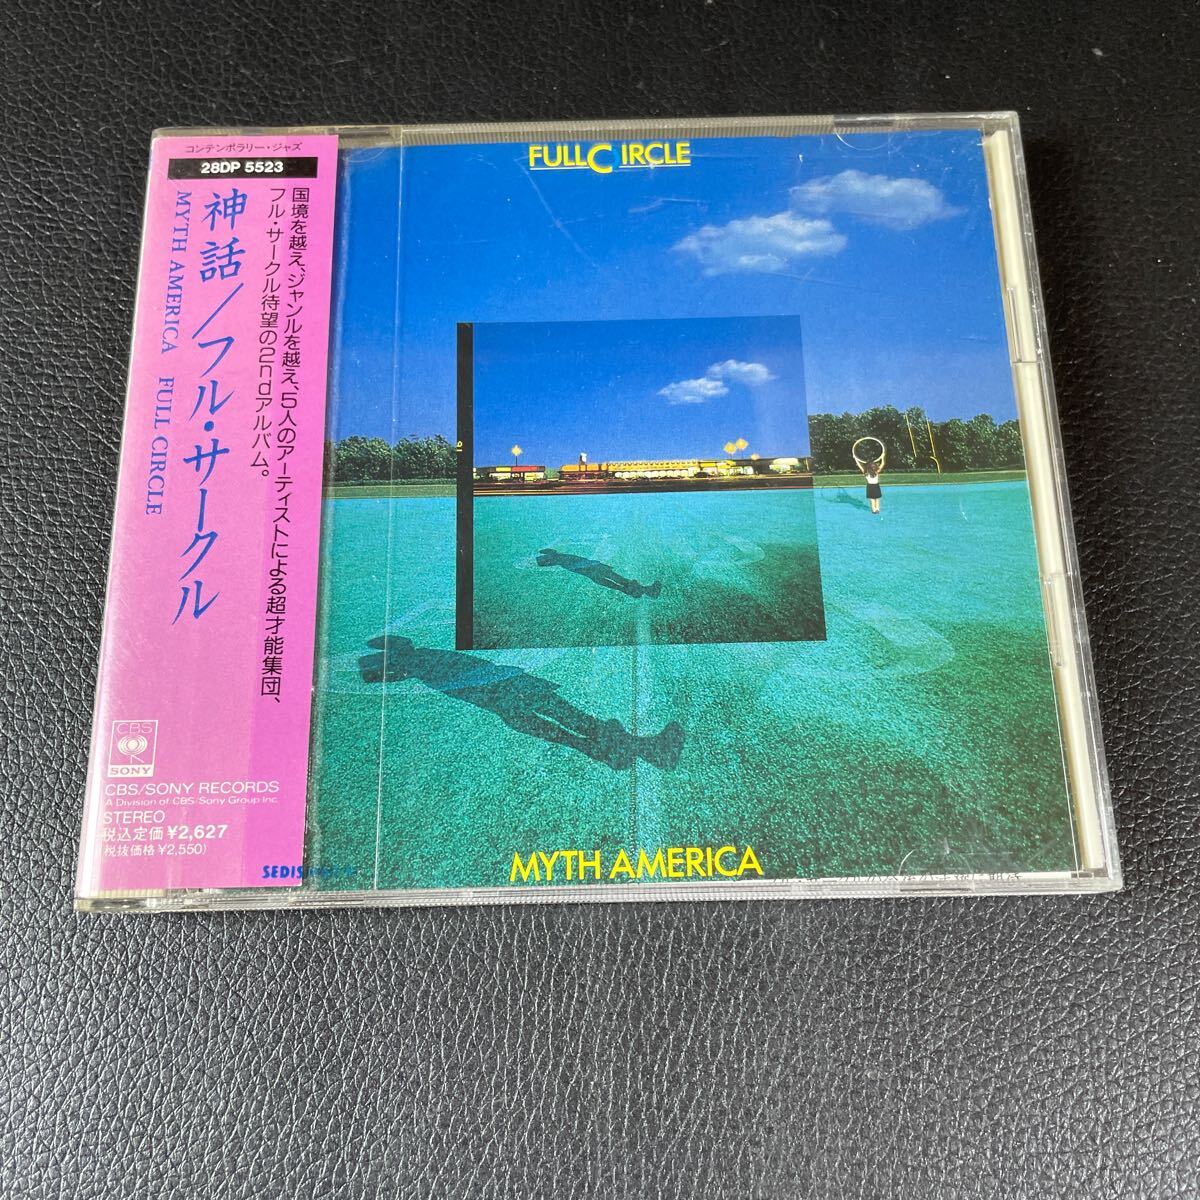 コンテンポラリー・ジャズ
28DP 5523
国境を越え、ジャンルを越え、5人のアーティストによる超才能集団、
フル・サークル待望の2ndアルバム。
神話/フル・サークル
MYTH AMERICA FULL CIRCLE
CBS
SONY
CBS/SONY RECORDS
A Division of CBS/Sony Group Inc.
STEREO
税込定価¥2,627
(税抜価格¥2,550)
SEDIS
FULL CIRCLE
MYTH AMERICA